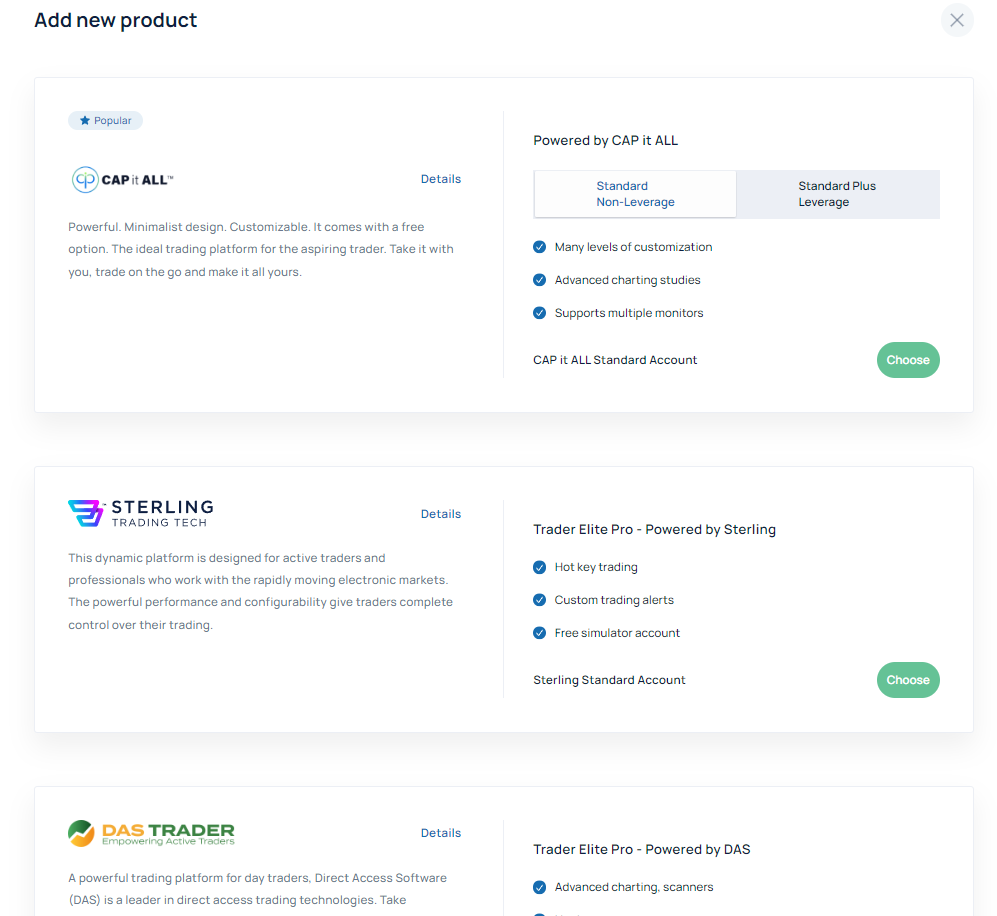 Add new product
Popular
CAP it ALL™
Details
Powerful. Minimalist design. Customizable. It comes with a free
option. The ideal trading platform for the aspiring trader. Take it with
you, trade on the go and make it all yours.
Powered by CAP it ALL
Standard
Non-Leverage
Standard Plus
Leverage
Many levels of customization
Advanced charting studies
Supports multiple monitors
CAP it ALL Standard Account
Choose
STERLING
TRADING TECH
Details
This dynamic platform is designed for active traders and
professionals who work with the rapidly moving electronic markets.
The powerful performance and configurability give traders complete
control over their trading.
Trader Elite Pro - Powered by Sterling
Hot key trading
Custom trading alerts
Free simulator account
Sterling Standard Account
Choose
DAS TRADER
Empowering Active Traders
Details
A powerful trading platform for day traders, Direct Access Software
(DAS) is a leader in direct access trading technologies. Take
Trader Elite Pro - Powered by DAS
Advanced charting, scanners